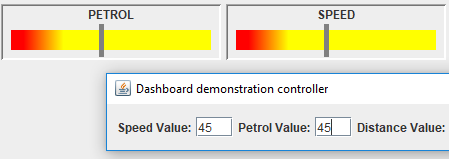 PETROL SPEED
Dashboard demonstration controller
Speed Value: 45 Petrol Value: 45 Distance Value: